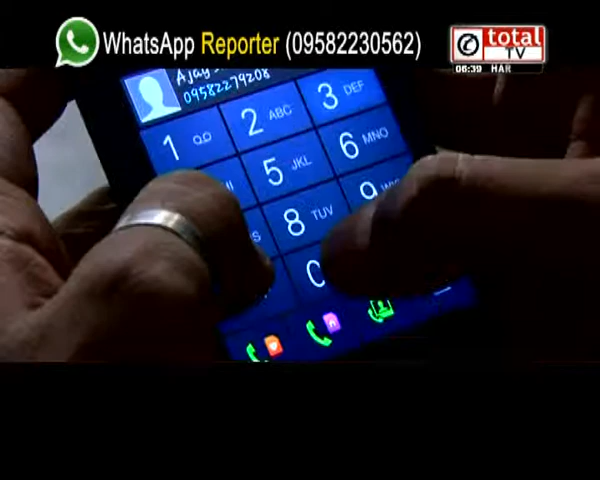 WhatsApp Reporter (09582230562)
total
TV
06:39 HAR
Ajay
09582279208
1
2 ABC
3 DEF
5 JKL
6 MNO
8 TUV
9
0